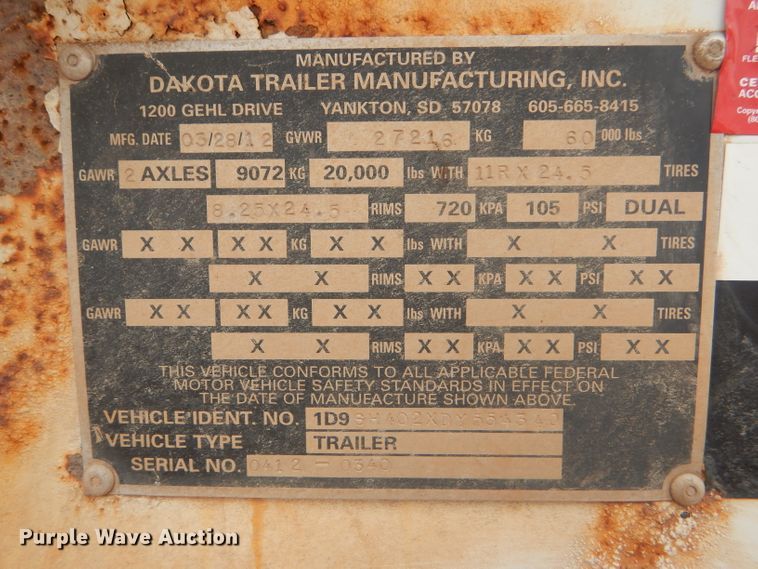 MANUFACTURED BY
DAKOTA TRAILER MANUFACTURING, INC.
1200 GEHL DRIVE YANKTON, SD 57078 605-665-8415
MFG. DATE 03/28/12 GVWR 27216 KG 60 000 lbs
GAWR 2 AXLES 9072 KG 20,000 lbs WITH 11RX24.5 TIRES
8.25X24.5 RIMS 720 KPA 105 PSI DUAL
GAWR X X X X KG X X lbs WITH X X TIRES
X X RIMS X X KPA X X PSI X X
GAWR X X X X KG X X lbs WITH X X TIRES
X X RIMS X X KPA X X PSI X X
THIS VEHICLE CONFORMS TO ALL APPLICABLE FEDERAL
MOTOR VEHICLE SAFETY STANDARDS IN EFFECT ON
THE DATE OF MANUFACTURE SHOWN ABOVE.
VEHICLE IDENT. NO. 1D9
VEHICLE TYPE TRAILER
SERIAL NO. 0412 - 0340
Purple Wave Auction